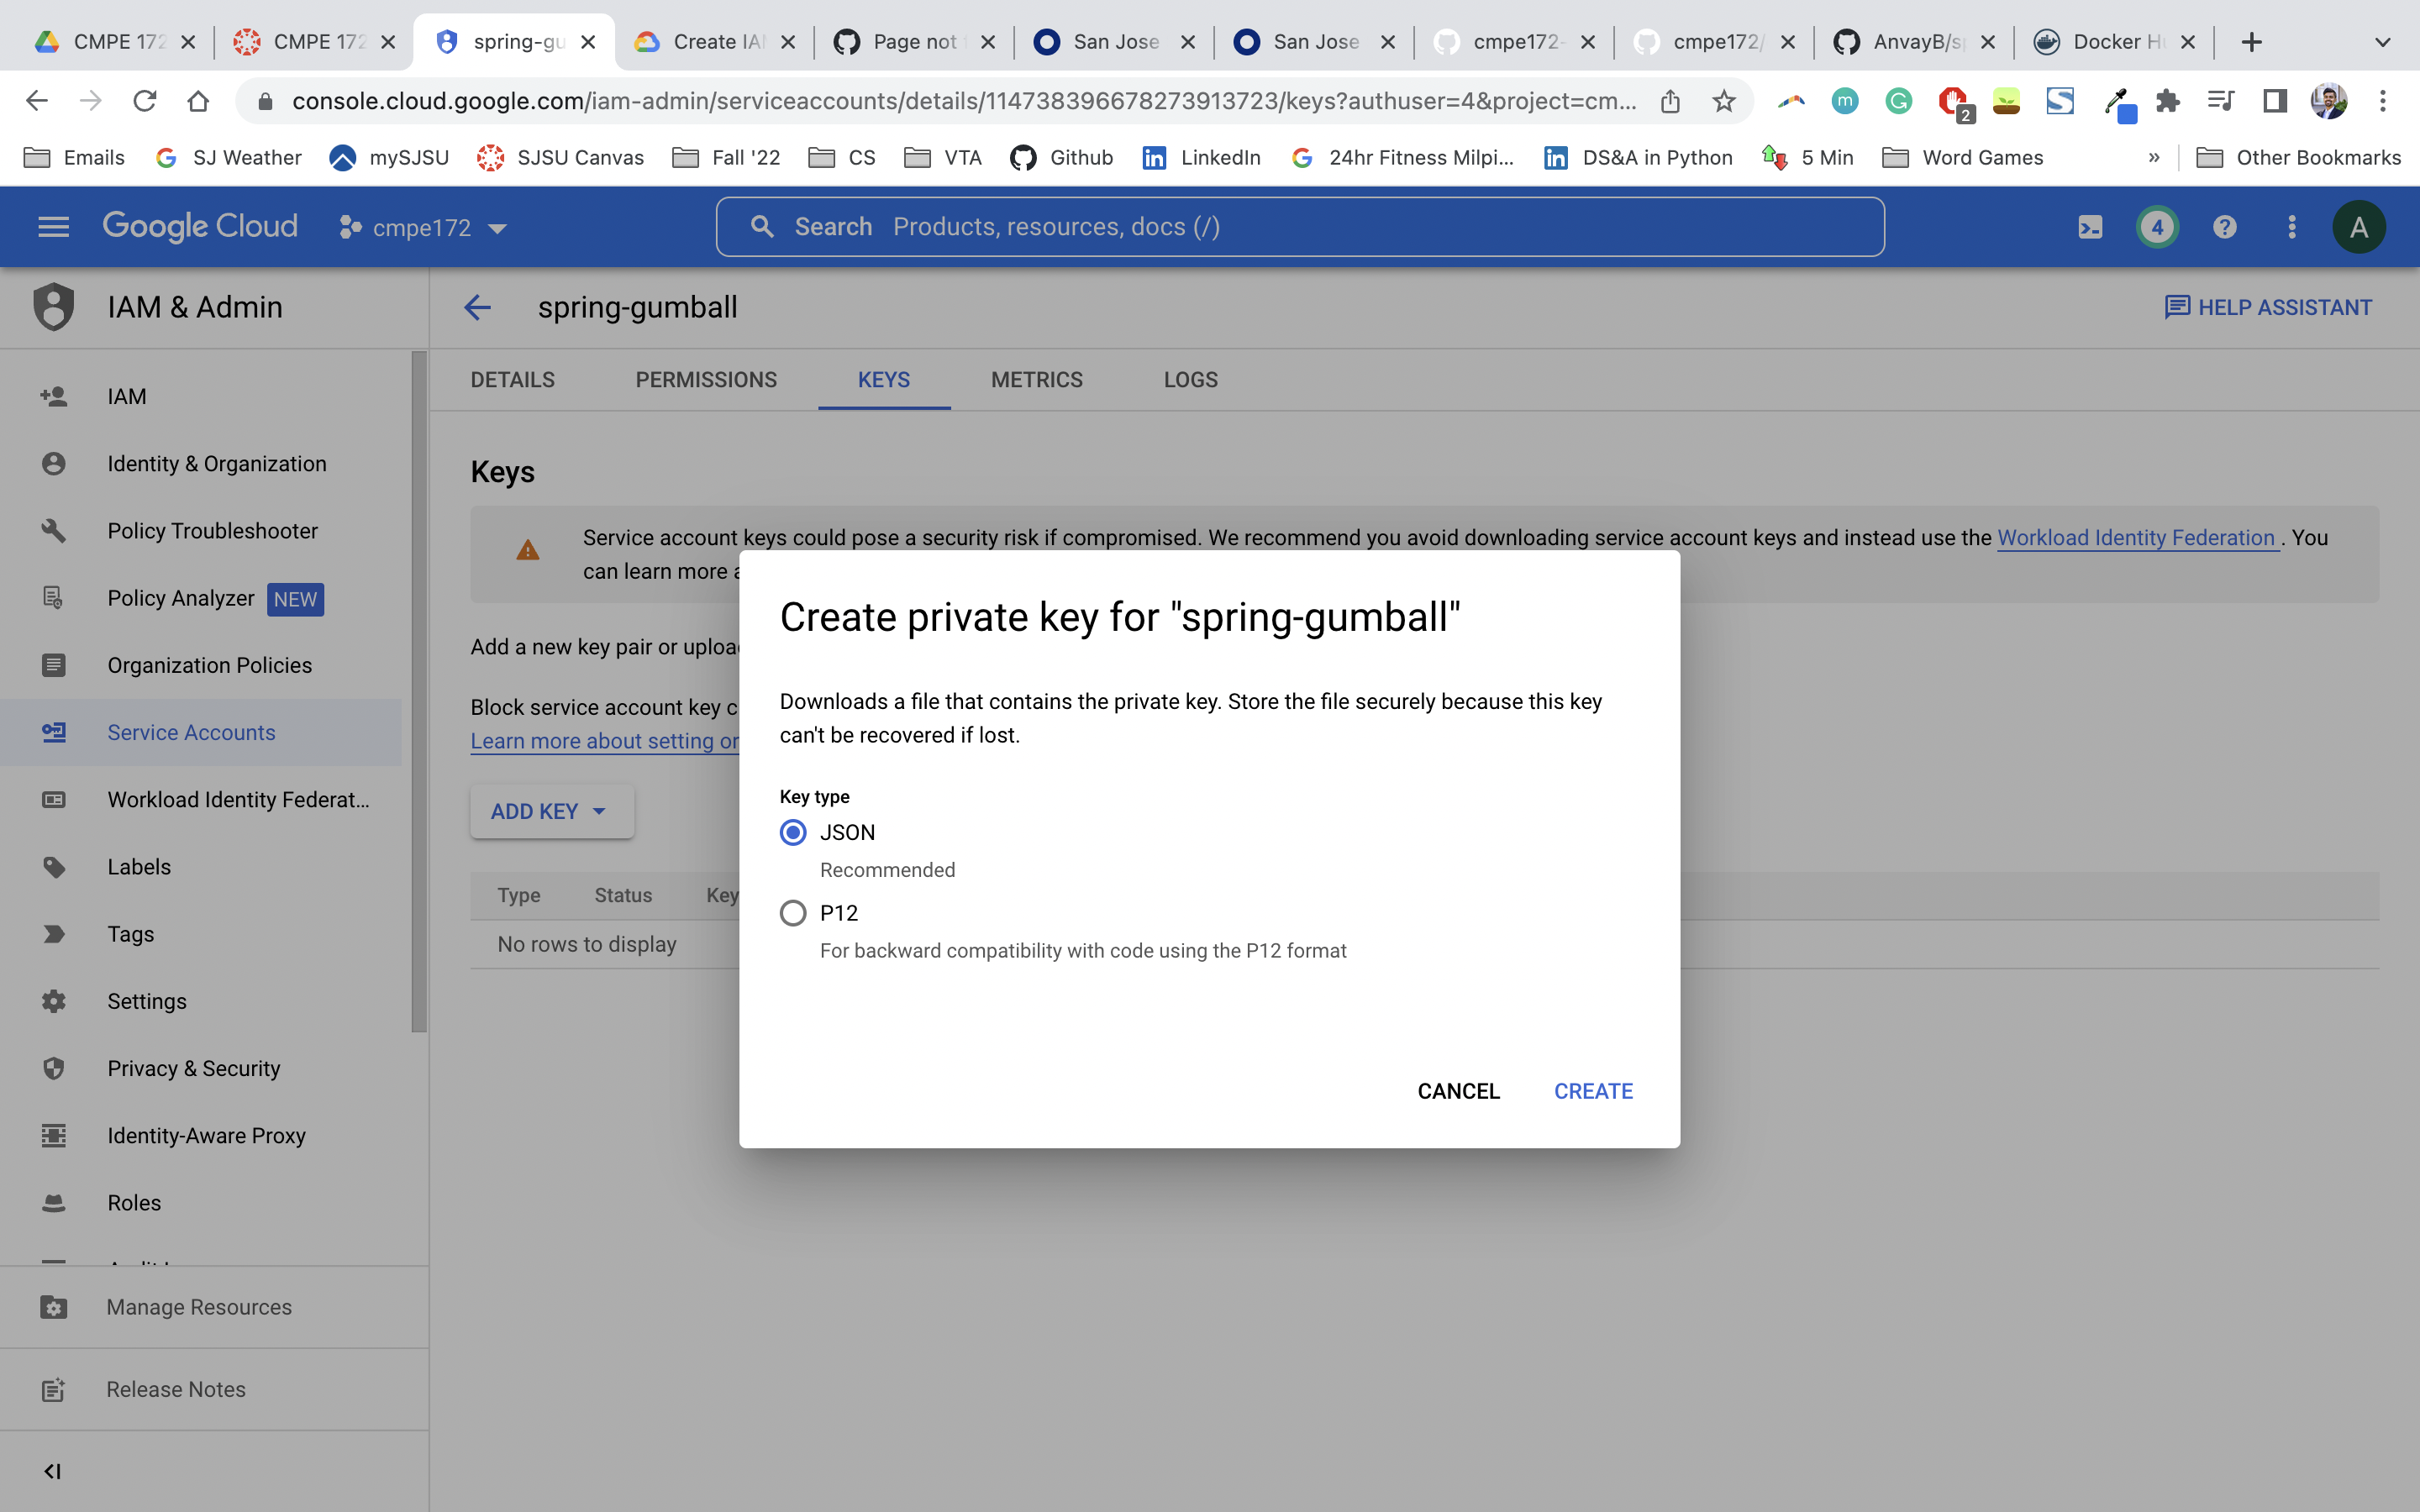 CMPE 172
CMPE 172
spring-gu
Create IA
Page not
San Jose
San Jose
cmpe172-
cmpe172/
AnvayB/s
Docker H
console.cloud.google.com/iam-admin/serviceaccounts/details/114738396678273913723/keys?authuser=4&project=cm...
2
Emails
SJ Weather
mySJSU
SJSU Canvas
Fall '22
CS
VTA
Github
LinkedIn
24hr Fitness Milpi...
DS&A in Python
5 Min
Word Games
»
Other Bookmarks
Google Cloud
cmpe172
Search Products, resources, docs (/)
4
A
IAM & Admin
spring-gumball
HELP ASSISTANT
DETAILS
PERMISSIONS
KEYS
METRICS
LOGS
IAM
Identity & Organization
Policy Troubleshooter
Policy Analyzer NEW
Organization Policies
Service Accounts
Workload Identity Federat...
Labels
Tags
Settings
Privacy & Security
Identity-Aware Proxy
Roles
Manage Resources
Release Notes
Keys
Service account keys could pose a security risk if compromised. We recommend you avoid downloading service account keys and instead use the Workload Identity Federation . You
can learn more a
Add a new key pair or uploa
Block service account key c
Learn more about setting or
ADD KEY
Type Status Key
No rows to display
Create private key for "spring-gumball"
Downloads a file that contains the private key. Store the file securely because this key
can't be recovered if lost.
Key type
JSON
Recommended
P12
For backward compatibility with code using the P12 format
CANCEL
CREATE